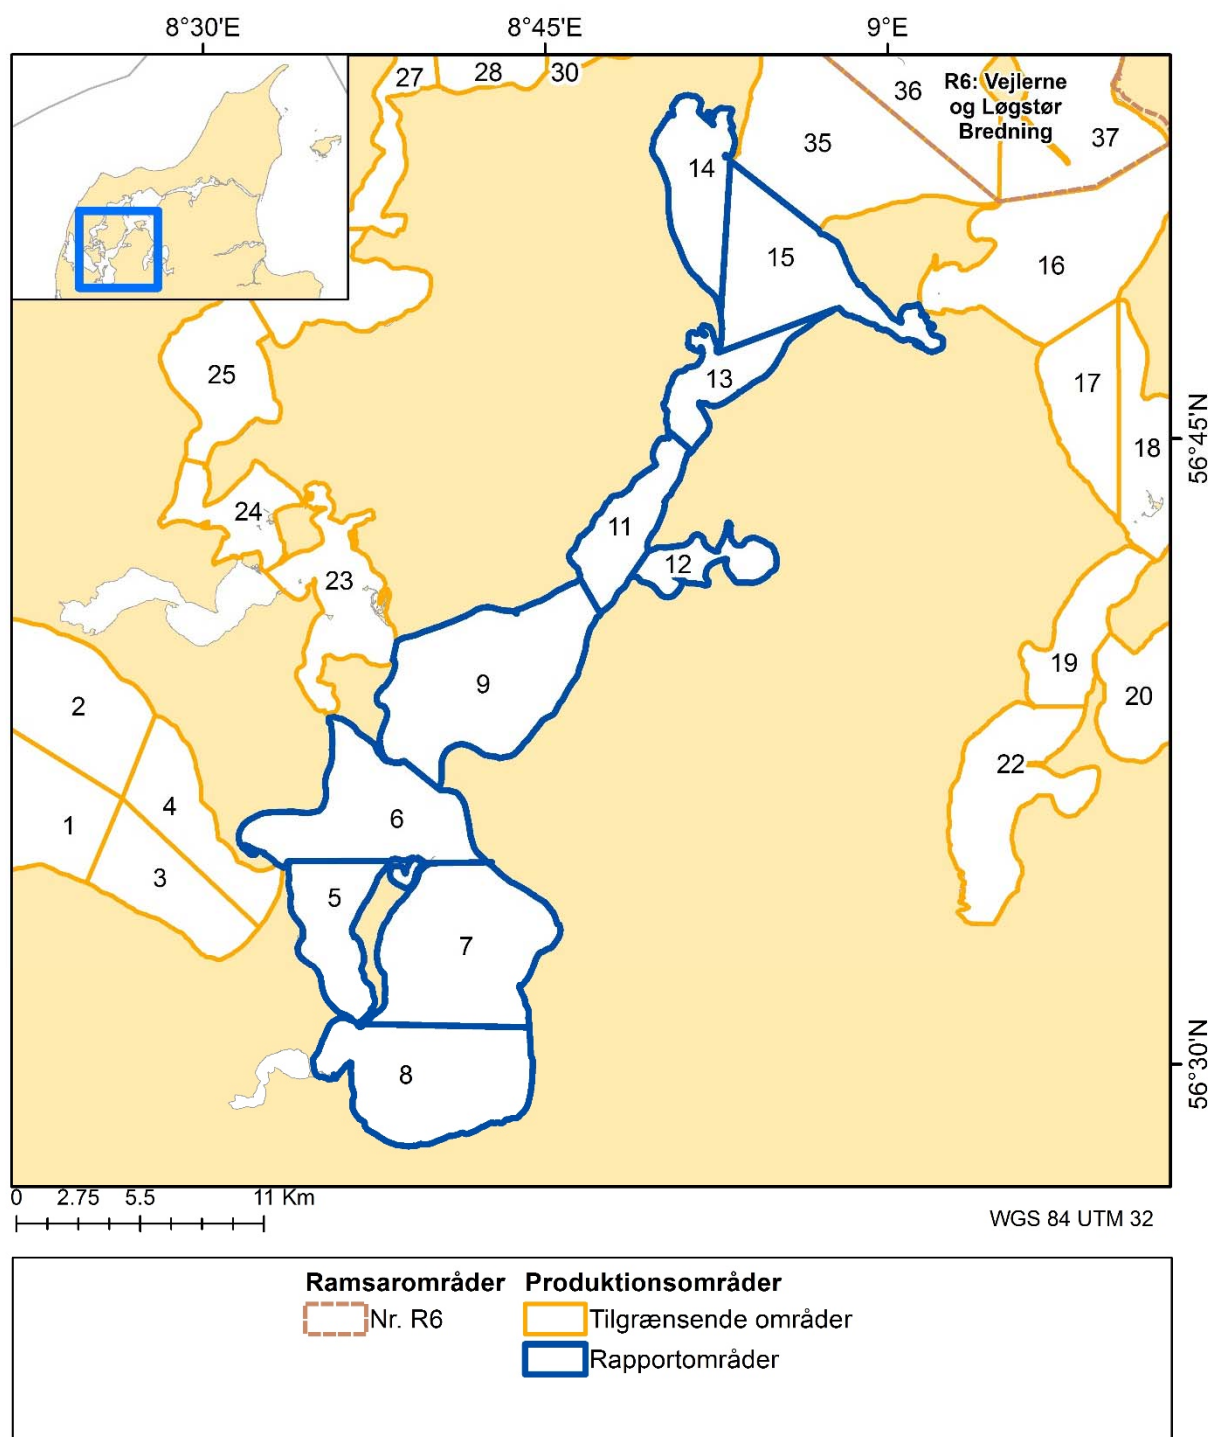 8°30'E
8°45'E
9°E
27
28
30
36
R6: Vejlerne
og Løgstør
Bredning
37
35
14
15
16
25
13
17
18
56°45'N
24
11
12
23
9
19
20
2
22
4
1
6
3
5
7
8
56°30'N
0 2.75 5.5 11 Km
WGS 84 UTM 32
Ramsarområder Produktionsområder
Nr. R6 Tilgrænsende områder
Rapportområder